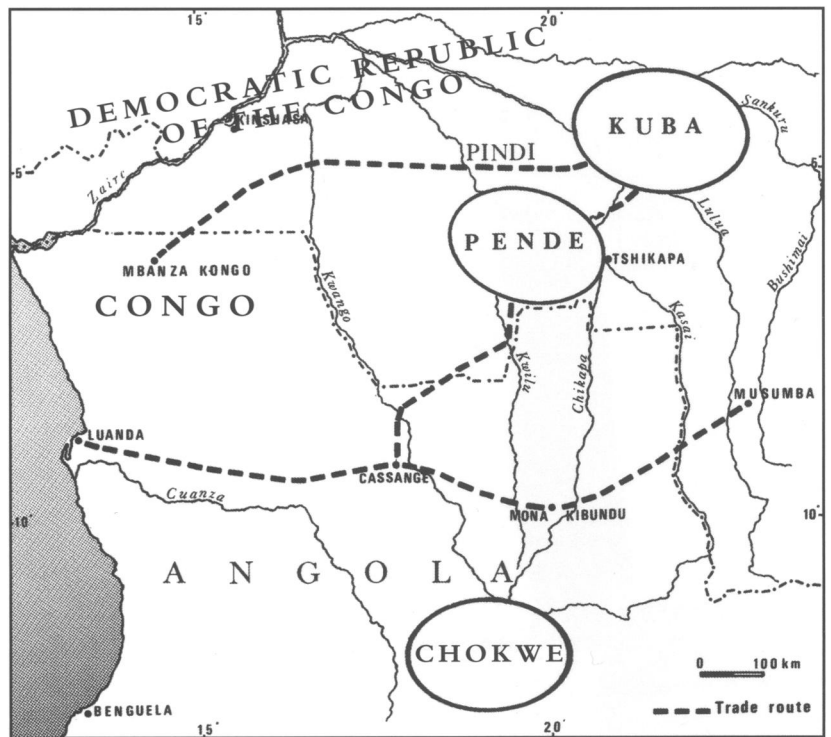 15°
20°
DEMOCRATIC REPUBLIC
OF THE CONGO
KINSHASA
Sankuru
KUBA
PINDI
5°
5°
Zaire
Lulua
PENDE
TSHIKAPA
Bushimai
MBANZA KONGO
CONGO
Kwango
Kasai
Kwilu
Chikapa
MUSUMBA
LUANDA
CASSANGE
Cuanza
MONA KIBUNDU
10°
10°
ANGOLA
CHOKWE
0 100 km
BENGUELA
Trade route
15°
20°